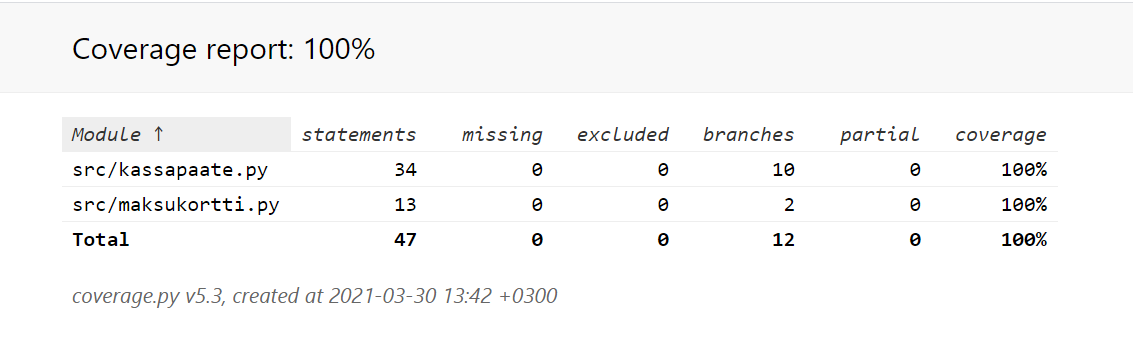 Coverage report: 100%
Module ↑ statements missing excluded branches partial coverage
src/kassapaate.py 34 0 0 10 0 100%
src/maksukortti.py 13 0 0 2 0 100%
Total 47 0 0 12 0 100%
coverage.py v5.3, created at 2021-03-30 13:42 +0300